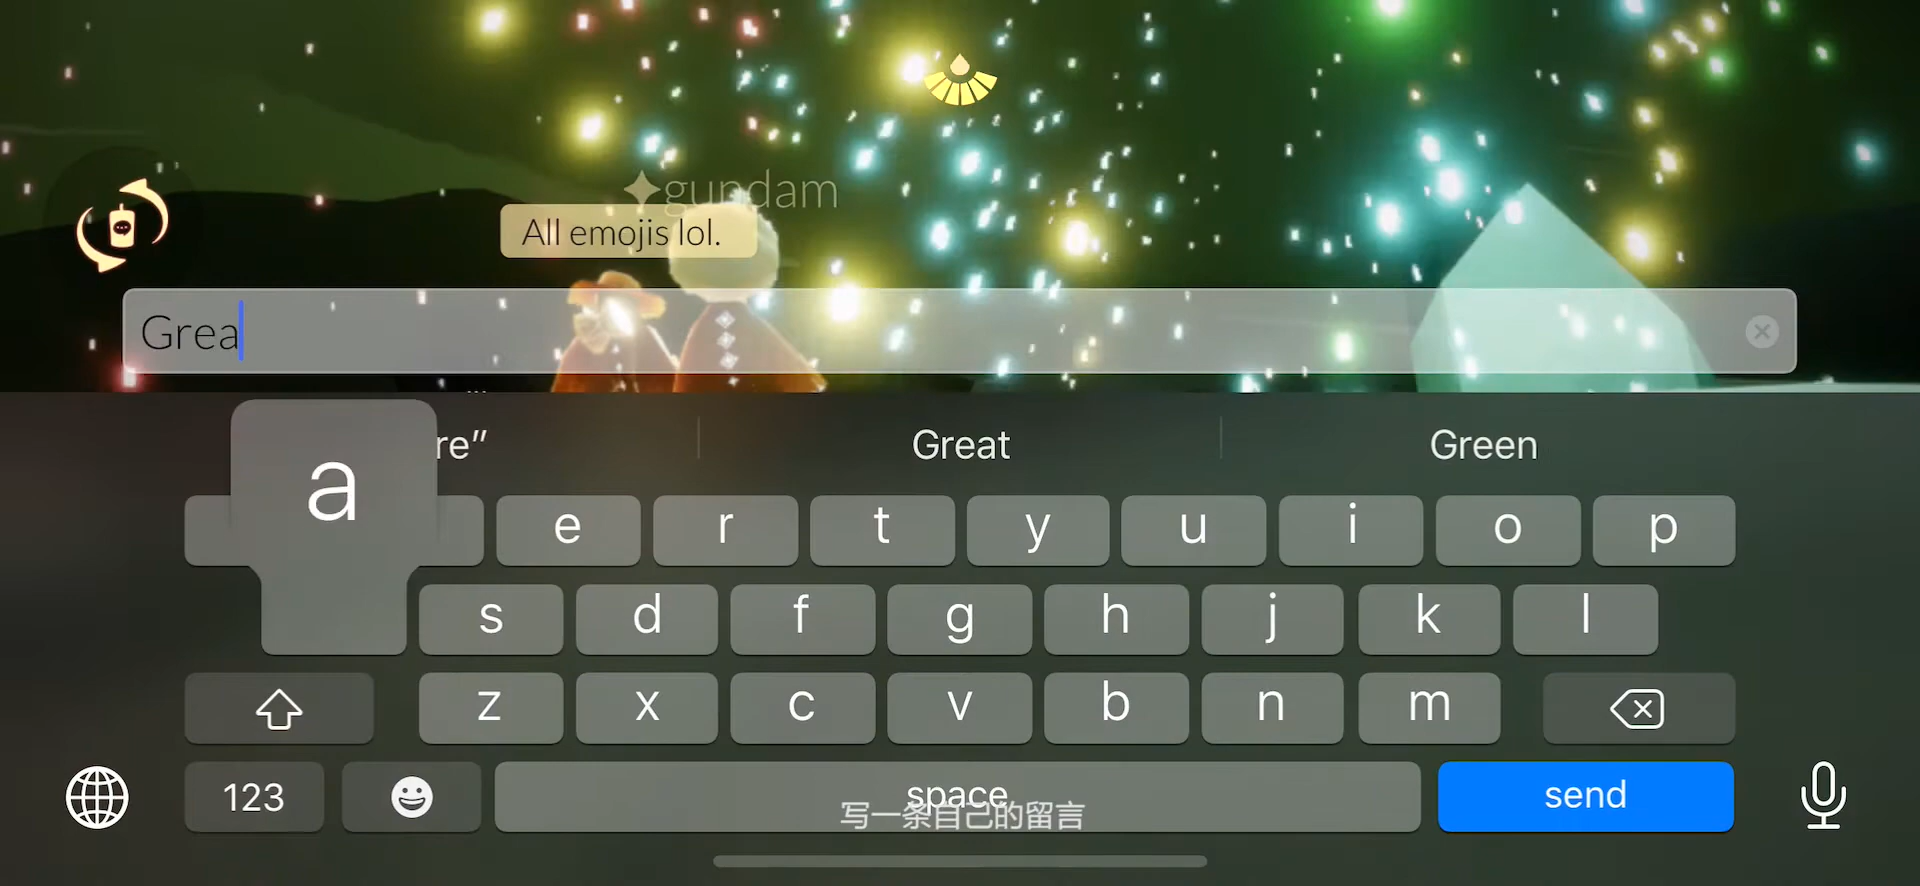 gundam
All emojis lol.
Grea
re” Great Green
a
e r t y u i o p
s d f g h j k l
z x c v b n m
123 space send
写一条自己的留言